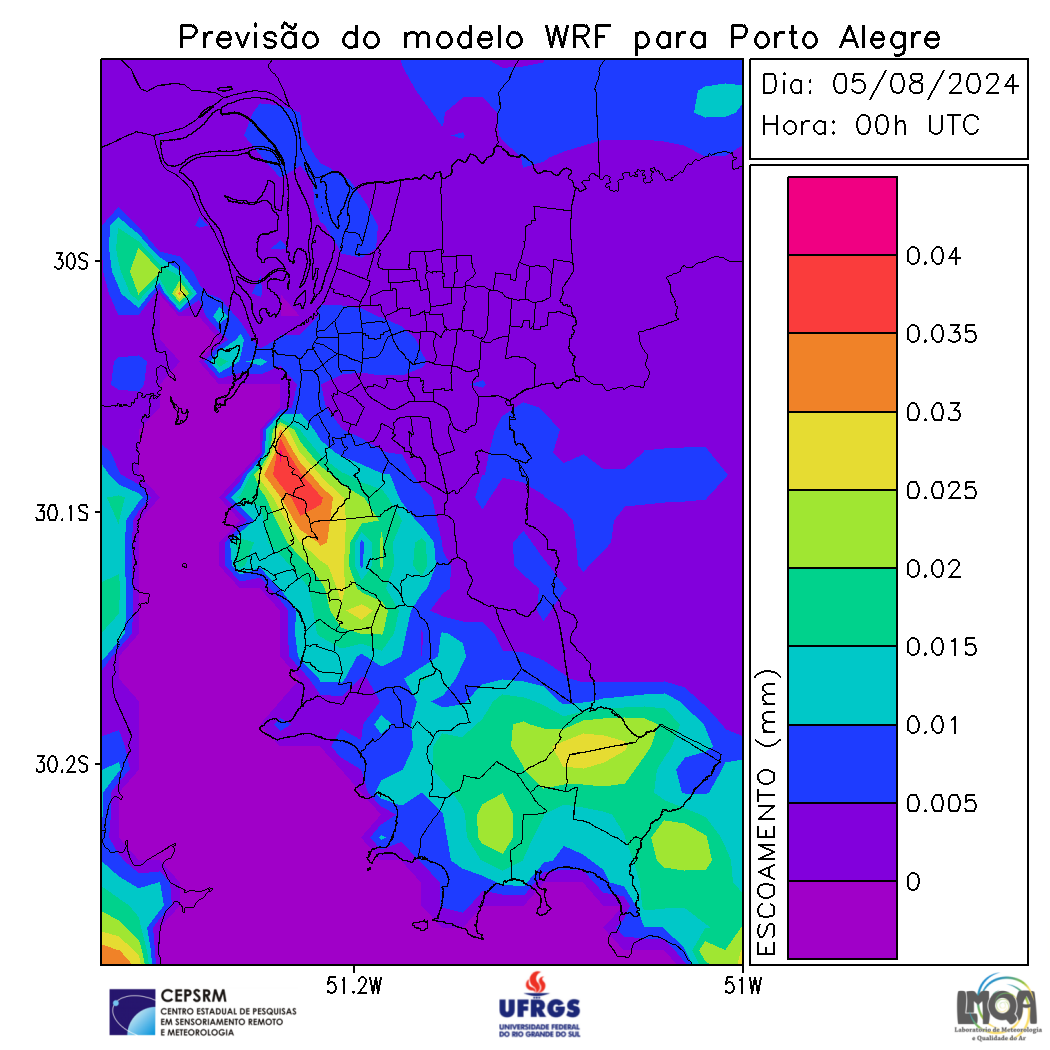 Previsão do modelo WRF para Porto Alegre
Dia: 05/08/2024
Hora: 00h UTC
30S
30.1S
30.2S
51.2W
51W
0.04
0.035
0.03
0.025
0.02
0.015
0.01
0.005
0
ESCOAMENTO (mm)
CEPSRM
CENTRO ESTADUAL DE PESQUISAS
EM SENSORIAMENTO REMOTO
E METEOROLOGIA
UFRGS
UNIVERSIDADE FEDERAL
DO RIO GRANDE DO SUL
LMQA
Laboratório de Meteorologia
e Qualidade do Ar